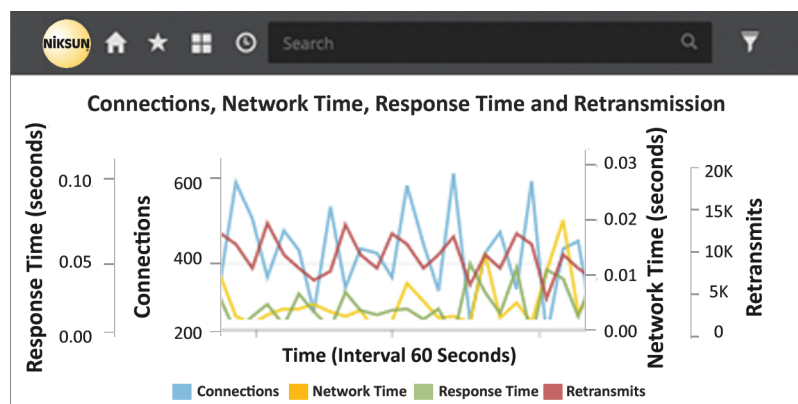 NIKSUN
Search
Connections, Network Time, Response Time and Retransmission
Response Time (seconds)
0.10
0.05
0.00
Connections
600
400
200
0.03
0.02
0.01
0.00
Network Time (seconds)
20K
15K
10K
5K
0
Retransmits
Time (Interval 60 Seconds)
Connections Network Time Response Time Retransmits